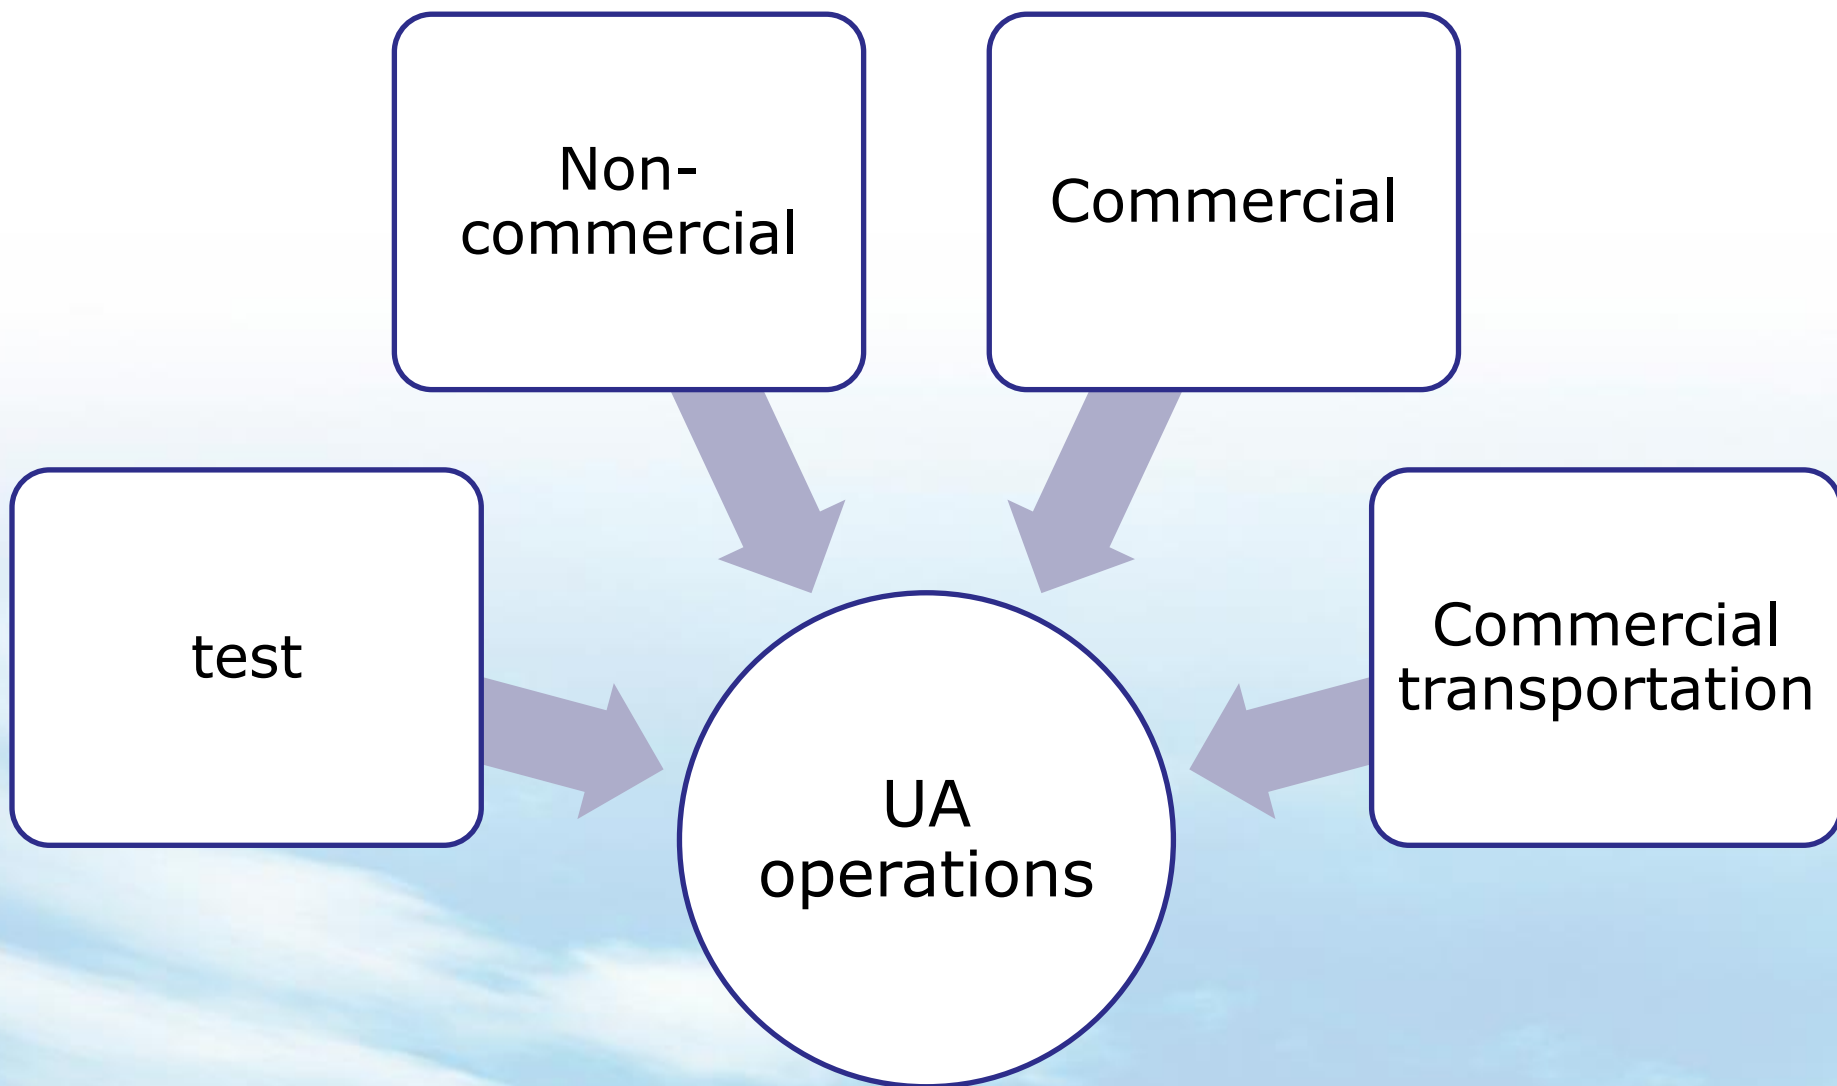 Non-
commercial
Commercial
test
Commercial
transportation
UA
operations